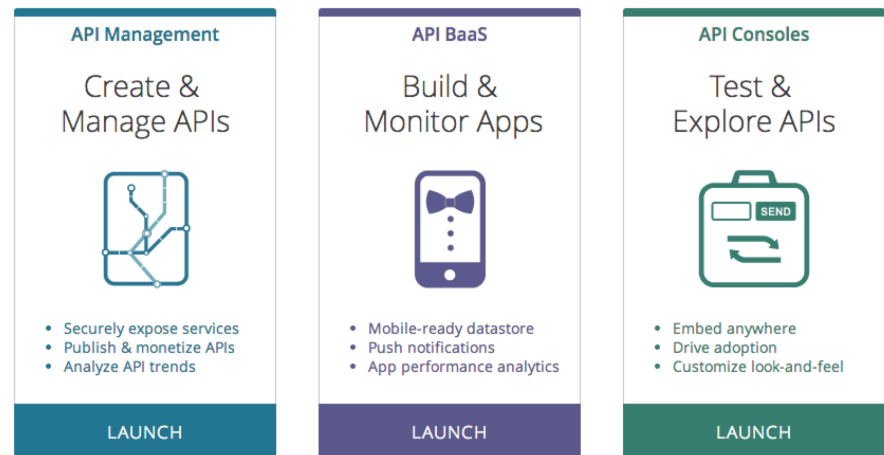 API Management
Create &
Manage APIs
• Securely expose services
• Publish & monetize APIs
• Analyze API trends
LAUNCH
API BaaS
Build &
Monitor Apps
• Mobile-ready datastore
• Push notifications
• App performance analytics
LAUNCH
API Consoles
Test &
Explore APIs
SEND
• Embed anywhere
• Drive adoption
• Customize look-and-feel
LAUNCH